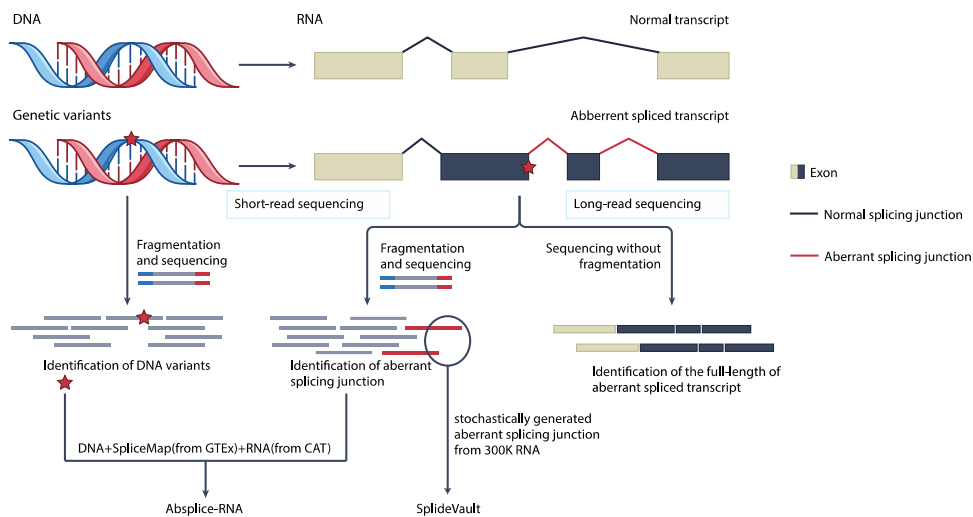 DNA
RNA
Normal transcript
Genetic variants
Abberrent spliced transcript
Short-read sequencing
Long-read sequencing
Exon
Normal splicing junction
Aberrant splicing junction
Fragmentation
and sequencing
Fragmentation
and sequencing
Sequencing without
fragmentation
Identification of DNA variants
Identification of aberrant
splicing junction
Identification of the full-length of
aberrant spliced transcript
stochastically generated
aberrant splicing junction
from 300K RNA
DNA+SpliceMap(from GTEx)+RNA(from CAT)
Absplice-RNA
SplideVault